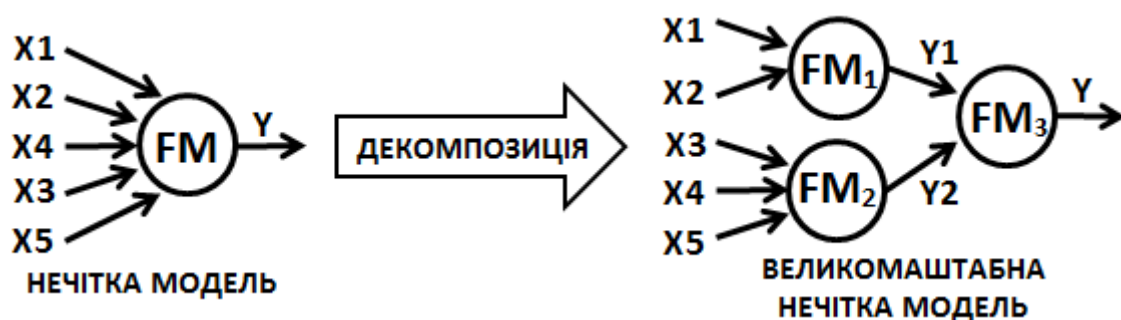 X1
X2
X4
X3
X5
FM
Y
НЕЧІТКА МОДЕЛЬ
ДЕКОМПОЗИЦІЯ
X1
X2
X3
X4
X5
FM₁
FM₂
Y1
Y2
FM₃
Y
ВЕЛИКОМАШТАБНА
НЕЧІТКА МОДЕЛЬ